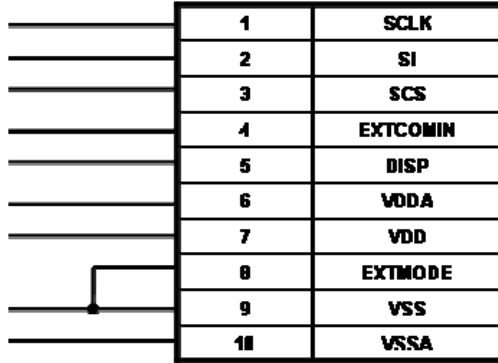 1 SCLK
2 SI
3 SCS
4 EXTCOMIN
5 DISP
6 VDDA
7 VDD
8 EXTMODE
9 VSS
10 VSSA